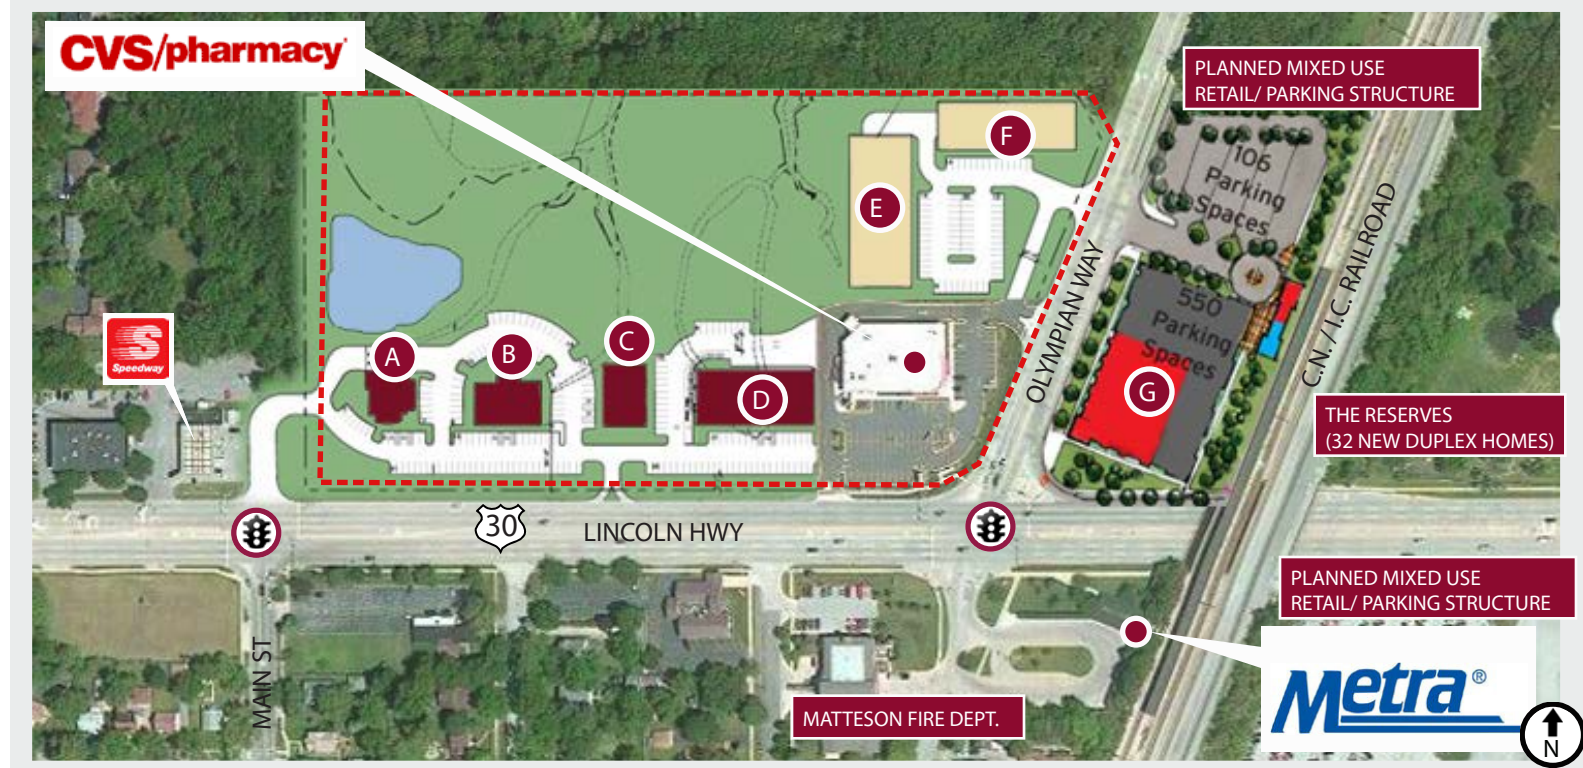 CVS/pharmacy
PLANNED MIXED USE
RETAIL/ PARKING STRUCTURE
F
106
Parking
Spaces
E
C.N. / I.C. RAILROAD
OLYMPIAN WAY
550
Parking
Spaces
S
Speedway
A
B
C
D
G
THE RESERVES
(32 NEW DUPLEX HOMES)
30
LINCOLN HWY
PLANNED MIXED USE
RETAIL/ PARKING STRUCTURE
MAIN ST
Metra®
MATTESON FIRE DEPT.
N